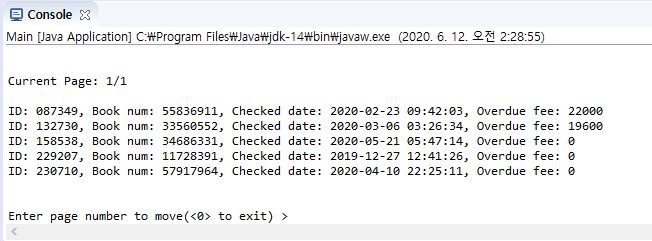 Console
Main [Java Application] C:₩Program Files₩Java₩jdk-14₩bin₩javaw.exe (2020. 6. 12. 오전 2:28:55)
Current Page: 1/1
ID: 087349, Book num: 55836911, Checked date: 2020-02-23 09:42:03, Overdue fee: 22000
ID: 132730, Book num: 33560552, Checked date: 2020-03-06 03:26:34, Overdue fee: 19600
ID: 158538, Book num: 34686331, Checked date: 2020-05-21 05:47:14, Overdue fee: 0
ID: 229207, Book num: 11728391, Checked date: 2019-12-27 12:41:26, Overdue fee: 0
ID: 230710, Book num: 57917964, Checked date: 2020-04-10 22:25:11, Overdue fee: 0
Enter page number to move(<0> to exit) >